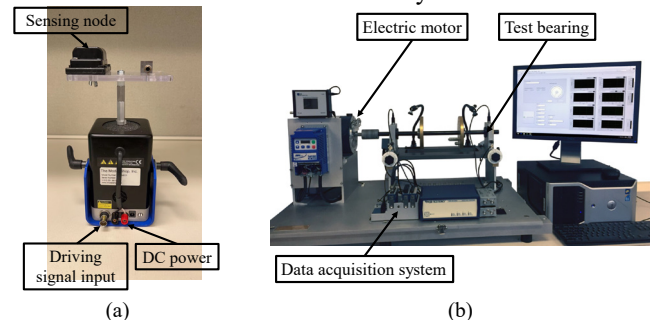 Sensing node
Driving
signal input
DC power
(a)
Electric motor
Test bearing
Data acquisition system
(b)